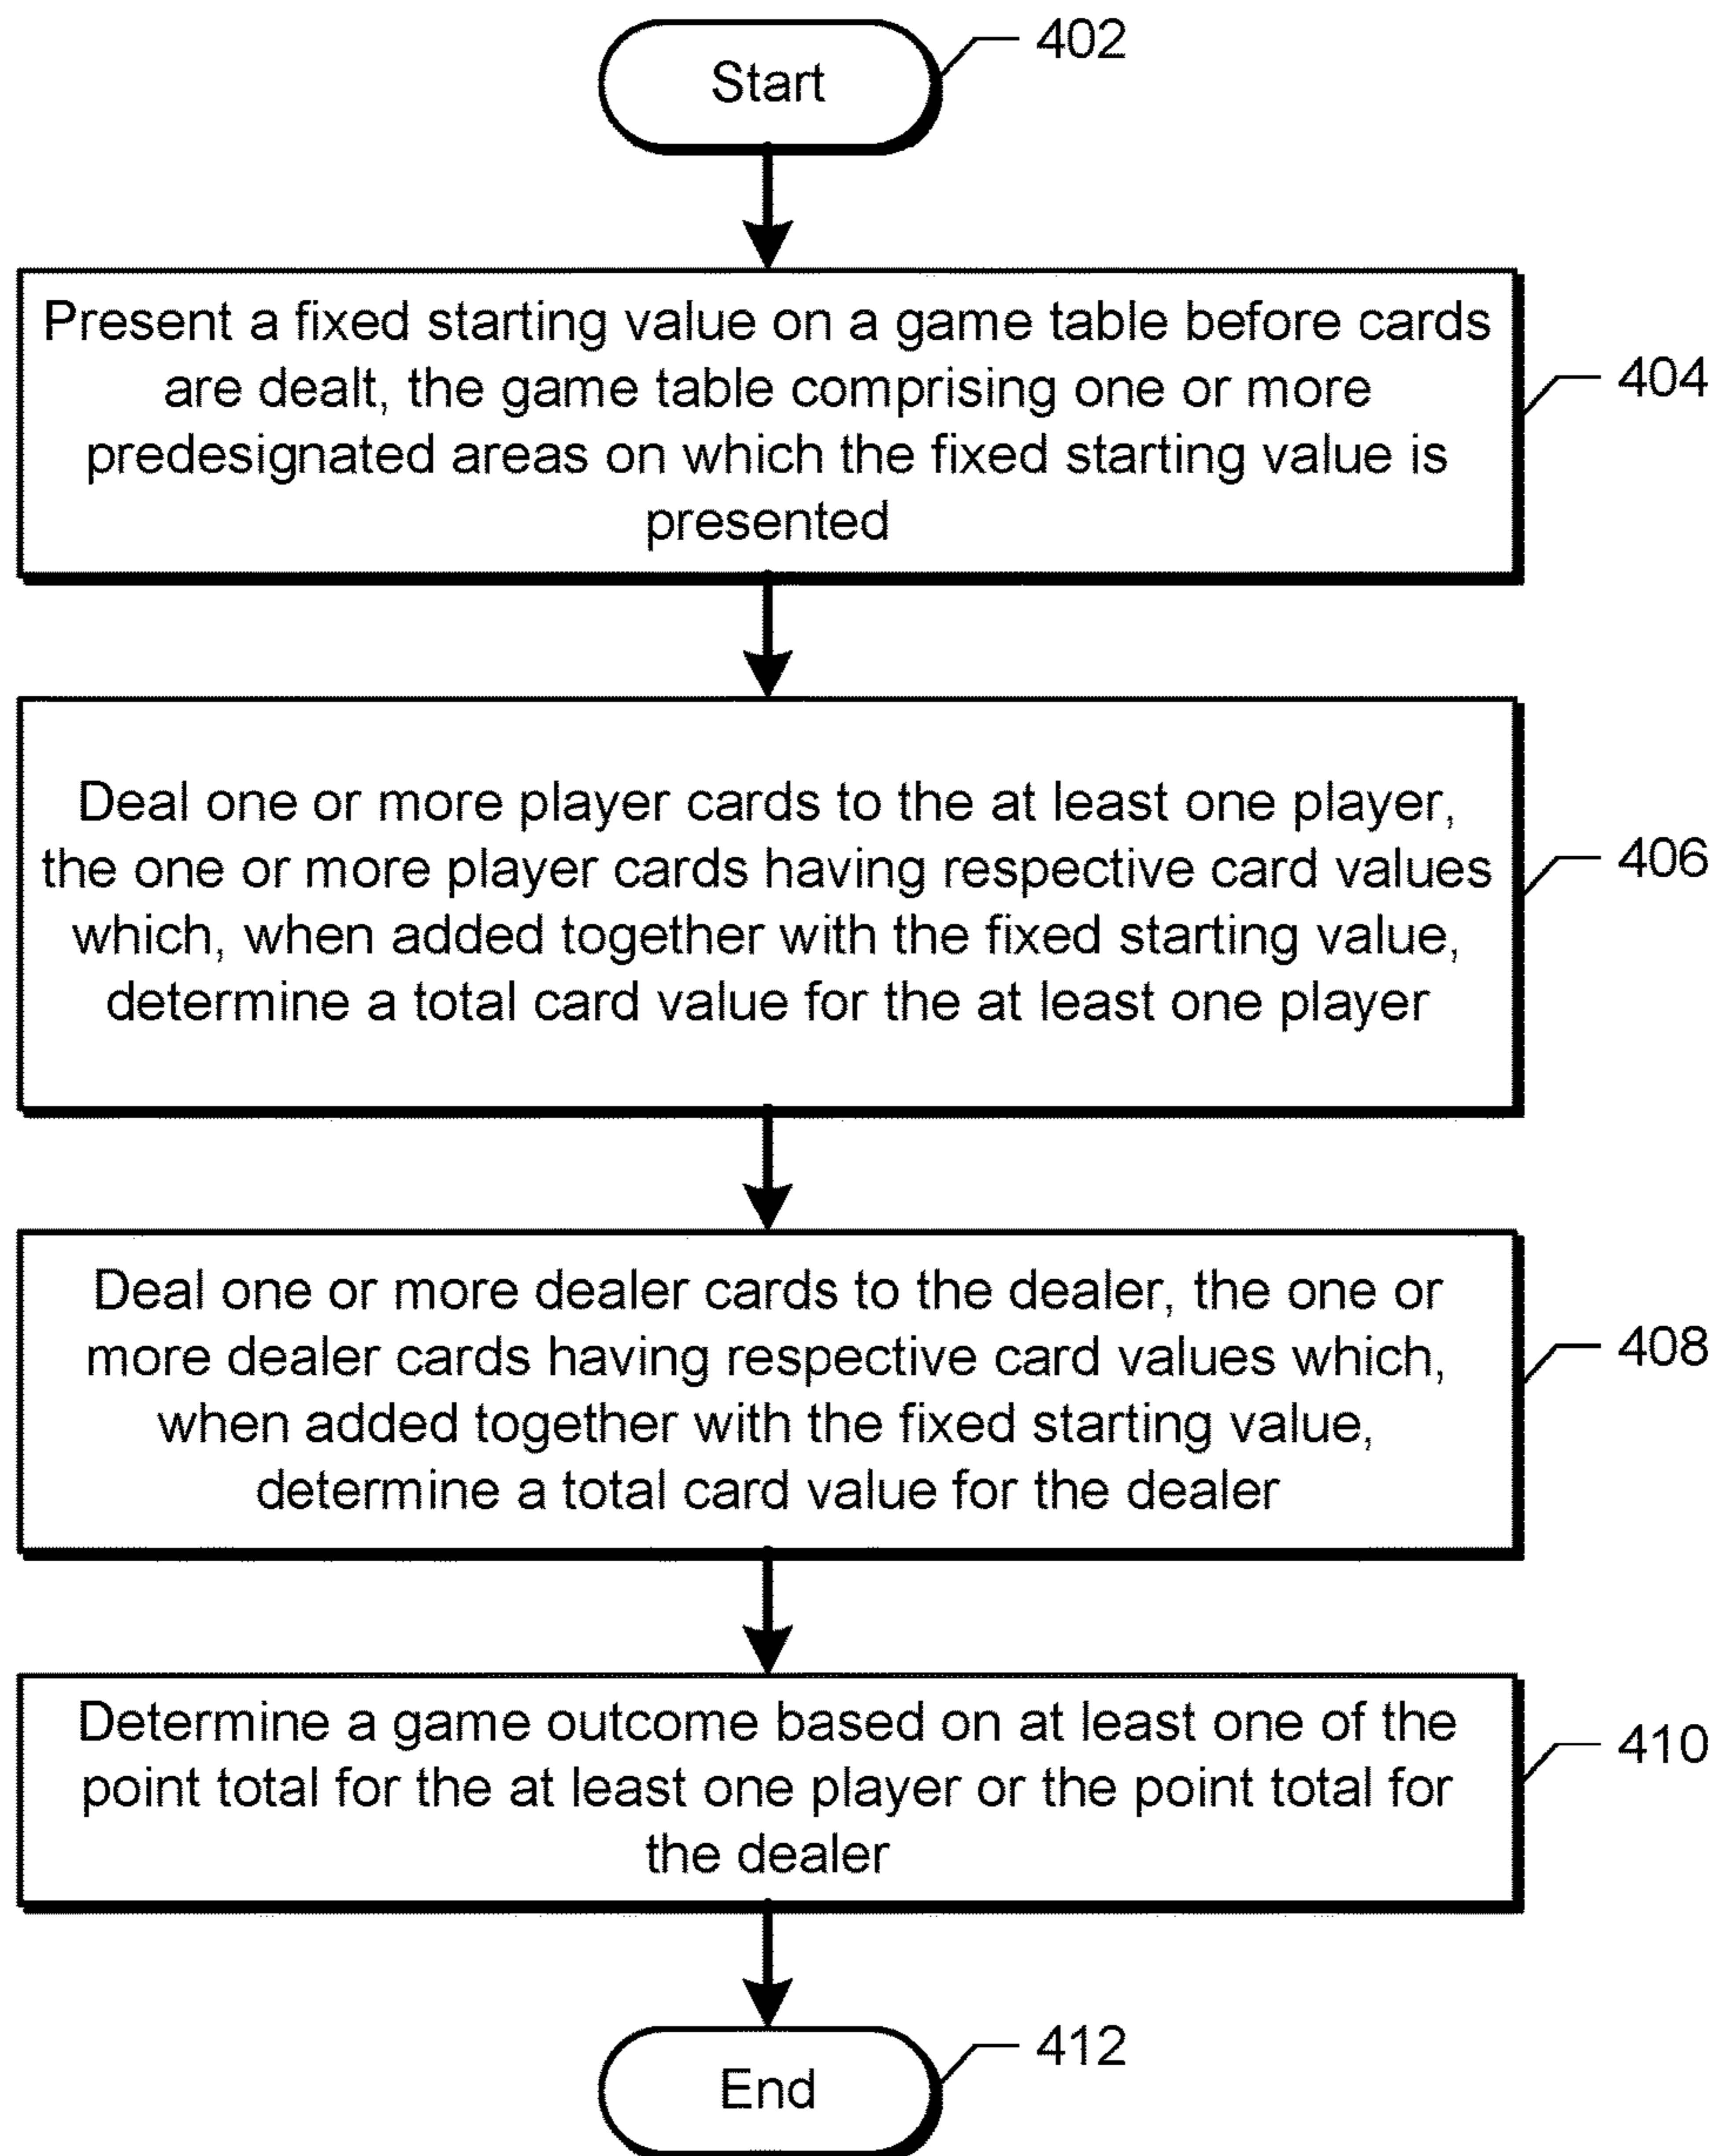 Start
402
Present a fixed starting value on a game table before cards
are dealt, the game table comprising one or more
predesignated areas on which the fixed starting value is
presented
404
Deal one or more player cards to the at least one player,
the one or more player cards having respective card values
which, when added together with the fixed starting value,
determine a total card value for the at least one player
406
Deal one or more dealer cards to the dealer, the one or
more dealer cards having respective card values which,
when added together with the fixed starting value,
determine a total card value for the dealer
408
Determine a game outcome based on at least one of the
point total for the at least one player or the point total for
the dealer
410
End
412